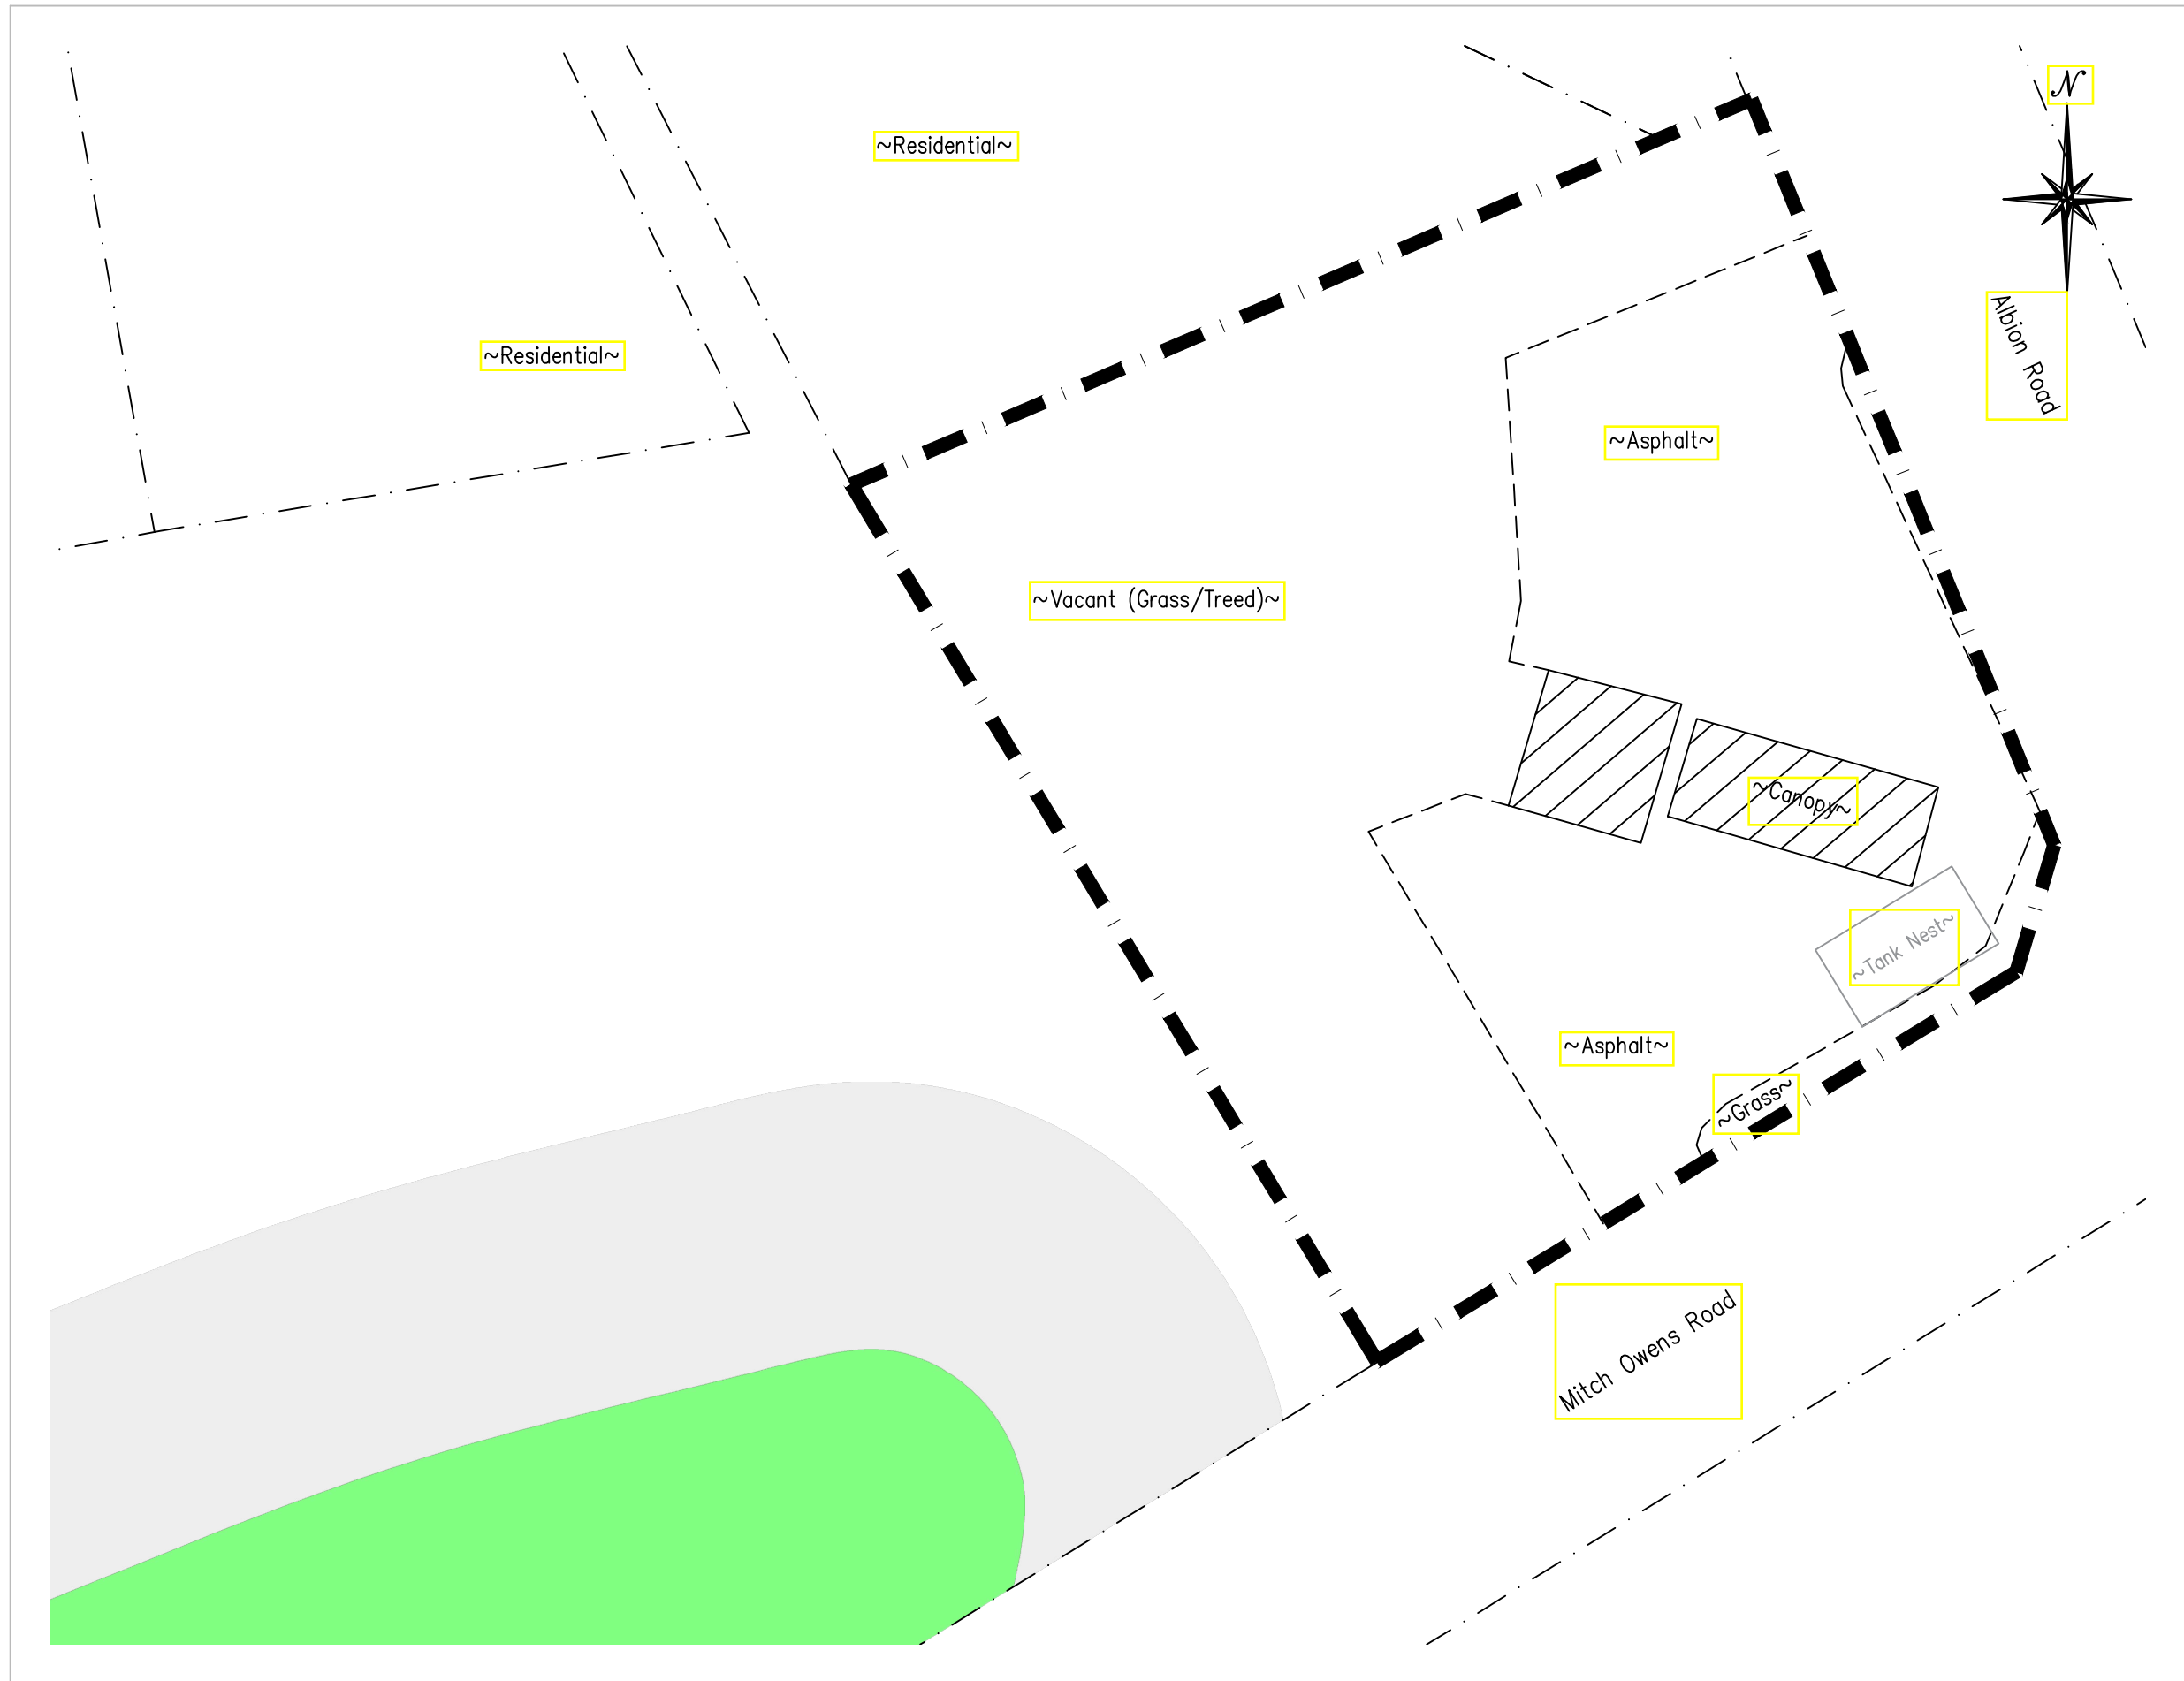 N
~Residential~
Albion Road
~Residential~
~Asphalt~
~Vacant (Grass/Treed)~
~Canopy~
~Tank Nest~
~Asphalt~
~Grass~
Mitch Owens Road